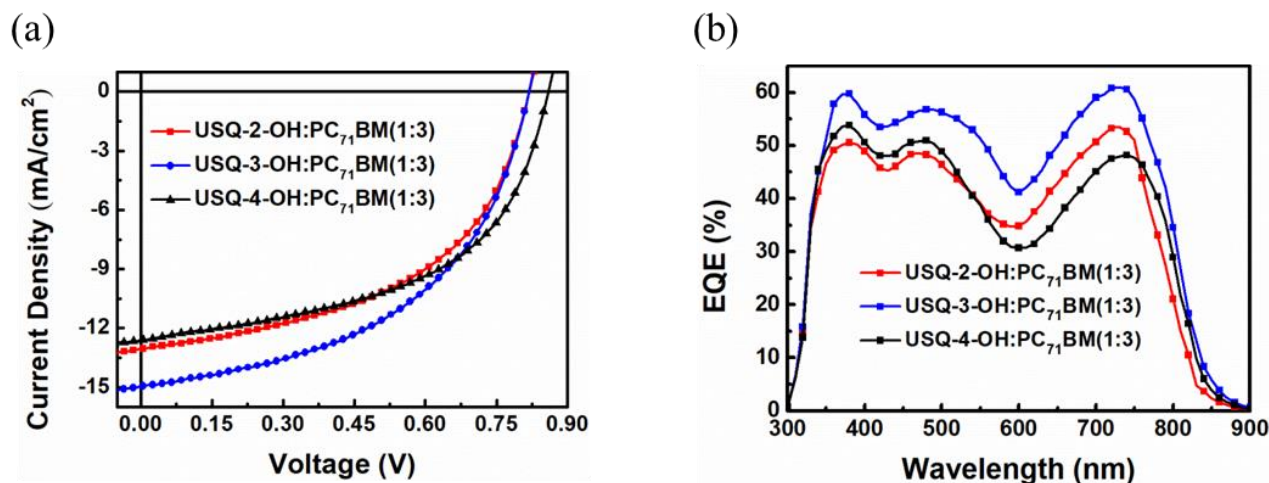 (a)
(b)
0
-3
-6
-9
-12
-15
Current Density (mA/cm²)
USQ-2-OH:PC₇₁BM(1:3)
USQ-3-OH:PC₇₁BM(1:3)
USQ-4-OH:PC₇₁BM(1:3)
0.00 0.15 0.30 0.45 0.60 0.75 0.90
Voltage (V)
60
50
40
30
20
10
0
EQE (%)
USQ-2-OH:PC₇₁BM(1:3)
USQ-3-OH:PC₇₁BM(1:3)
USQ-4-OH:PC₇₁BM(1:3)
300 400 500 600 700 800 900
Wavelength (nm)